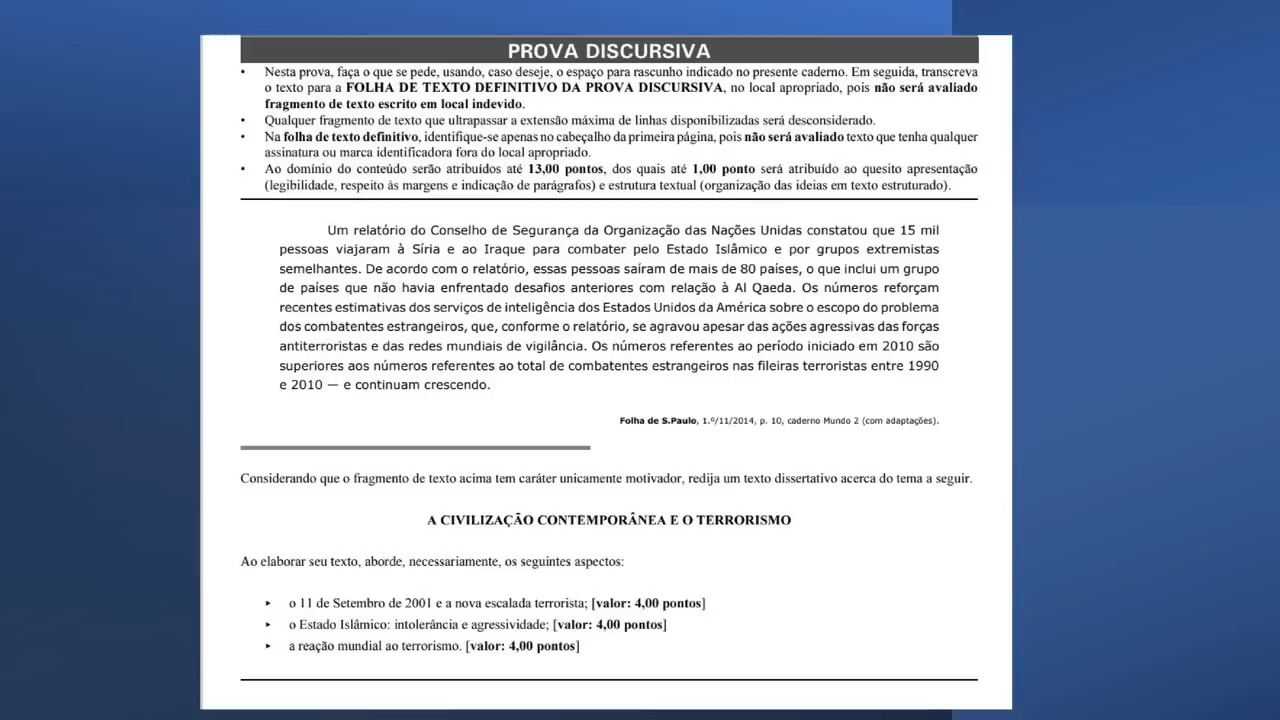 PROVA DISCURSIVA
• Nesta prova, faça o que se pede, usando, caso deseje, o espaço para rascunho indicado no presente caderno. Em seguida, transcreva
o texto para a FOLHA DE TEXTO DEFINITIVO DA PROVA DISCURSIVA, no local apropriado, pois não será avaliado
fragmento de texto escrito em local indevido.
• Qualquer fragmento de texto que ultrapassar a extensão máxima de linhas disponibilizadas será desconsiderado.
• Na folha de texto definitivo, identifique-se apenas no cabeçalho da primeira página, pois não será avaliado texto que tenha qualquer
assinatura ou marca identificadora fora do local apropriado.
• Ao domínio do conteúdo serão atribuídos até 13,00 pontos, dos quais até 1,00 ponto será atribuído ao quesito apresentação
(legibilidade, respeito às margens e indicação de parágrafos) e estrutura textual (organização das ideias em texto estruturado).
Um relatório do Conselho de Segurança da Organização das Nações Unidas constatou que 15 mil
pessoas viajaram à Síria e ao Iraque para combater pelo Estado Islâmico e por grupos extremistas
semelhantes. De acordo com o relatório, essas pessoas saíram de mais de 80 países, o que inclui um grupo
de países que não havia enfrentado desafios anteriores com relação à Al Qaeda. Os números reforçam
recentes estimativas dos serviços de inteligência dos Estados Unidos da América sobre o escopo do problema
dos combatentes estrangeiros, que, conforme o relatório, se agravou apesar das ações agressivas das forças
antiterroristas e das redes mundiais de vigilância. Os números referentes ao período iniciado em 2010 são
superiores aos números referentes ao total de combatentes estrangeiros nas fileiras terroristas entre 1990
e 2010 — e continuam crescendo.
Folha de S.Paulo, 1.º/11/2014, p. 10, caderno Mundo 2 (com adaptações).
Considerando que o fragmento de texto acima tem caráter unicamente motivador, redija um texto dissertativo acerca do tema a seguir.
A CIVILIZAÇÃO CONTEMPORÂNEA E O TERRORISMO
Ao elaborar seu texto, aborde, necessariamente, os seguintes aspectos:
▸ o 11 de Setembro de 2001 e a nova escalada terrorista; [valor: 4,00 pontos]
▸ o Estado Islâmico: intolerância e agressividade; [valor: 4,00 pontos]
▸ a reação mundial ao terrorismo. [valor: 4,00 pontos]